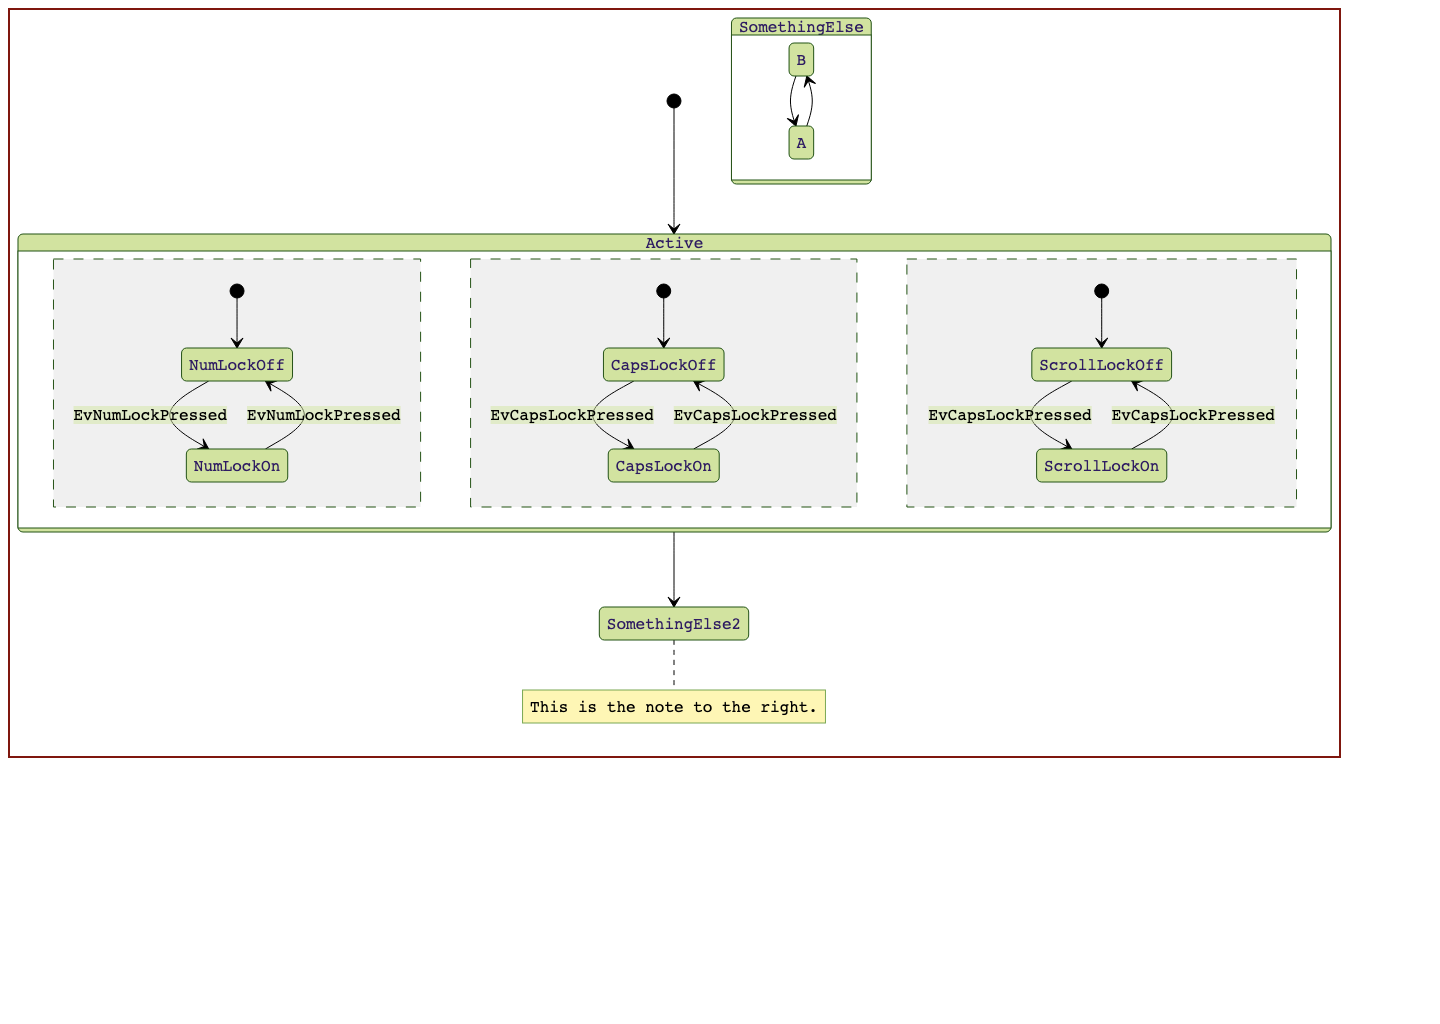 SomethingElse
B
A
Active
NumLockOff
EvNumLockPressed EvNumLockPressed
NumLockOn
CapsLockOff
EvCapsLockPressed EvCapsLockPressed
CapsLockOn
ScrollLockOff
EvCapsLockPressed EvCapsLockPressed
ScrollLockOn
SomethingElse2
This is the note to the right.